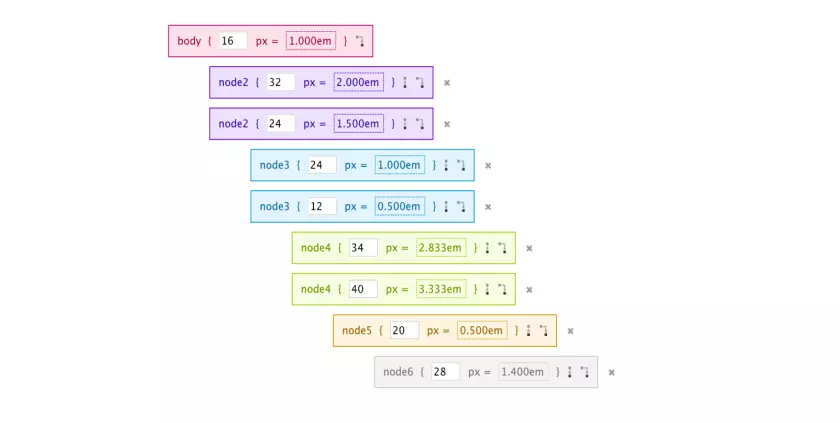 body { 16 px = 1.000em }
node2 { 32 px = 2.000em } ✖
node2 { 24 px = 1.500em } ✖
node3 { 24 px = 1.000em } ✖
node3 { 12 px = 0.500em } ✖
node4 { 34 px = 2.833em } ✖
node4 { 40 px = 3.333em } ✖
node5 { 20 px = 0.500em } ✖
node6 { 28 px = 1.400em } ✖